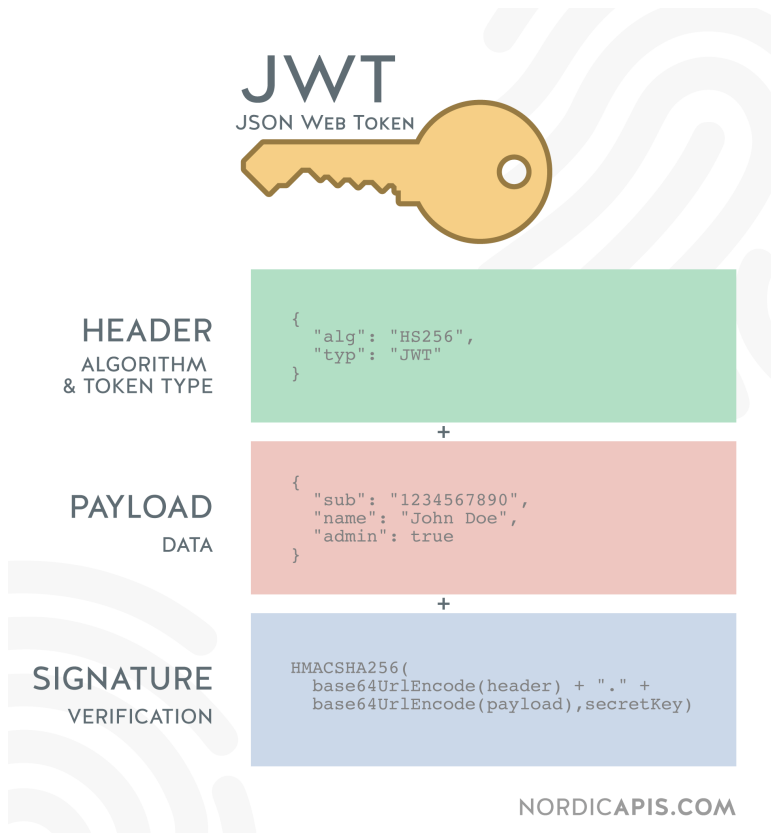 JWT
JSON WEB TOKEN
HEADER
ALGORITHM
& TOKEN TYPE
{
  "alg": "HS256",
  "typ": "JWT"
}
+
PAYLOAD
DATA
{
  "sub": "1234567890",
  "name": "John Doe",
  "admin": true
}
+
SIGNATURE
VERIFICATION
HMACSHA256(
  base64UrlEncode(header) + "." +
  base64UrlEncode(payload),secretKey)
NORDICAPIS.COM